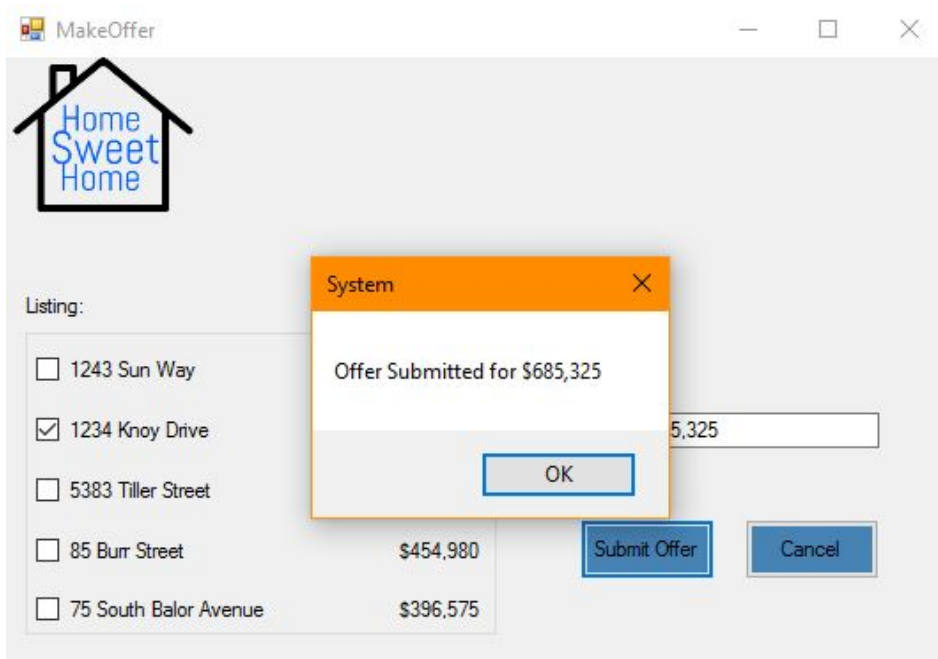 MakeOffer
Home
Sweet
Home
Listing:
System
Offer Submitted for $685,325
OK
1243 Sun Way
1234 Knoy Drive
5,325
5383 Tiller Street
85 Burr Street $454,980
75 South Balor Avenue $396,575
Submit Offer Cancel